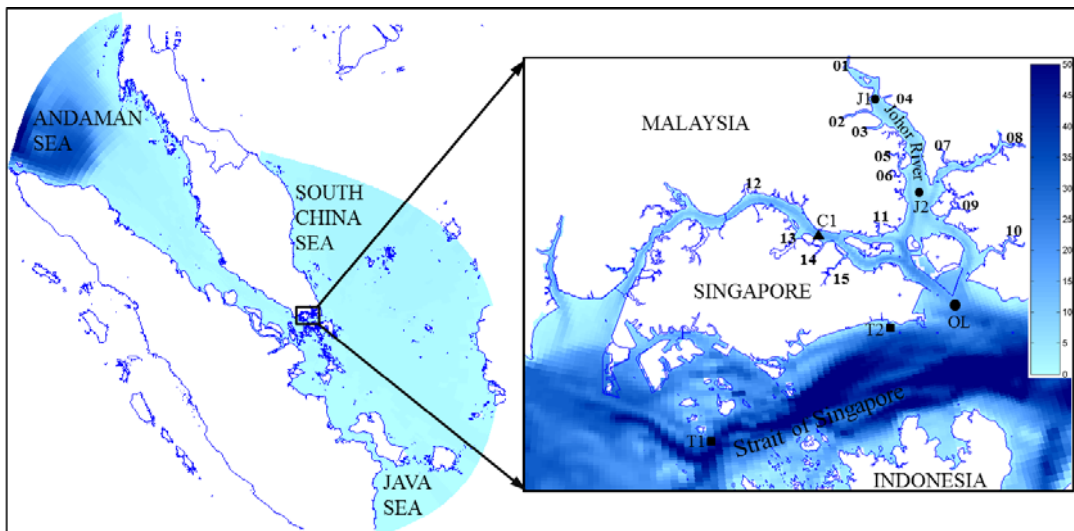 ANDAMAN
SEA
SOUTH
CHINA
SEA
JAVA
SEA
MALAYSIA
SINGAPORE
INDONESIA
Johor River
Strait of Singapore
01
J1
04
02
03
05
06
07
08
J2
09
10
11
12
C1
13
14
15
OL
T2
T1
50
45
40
35
30
25
20
15
10
5
0